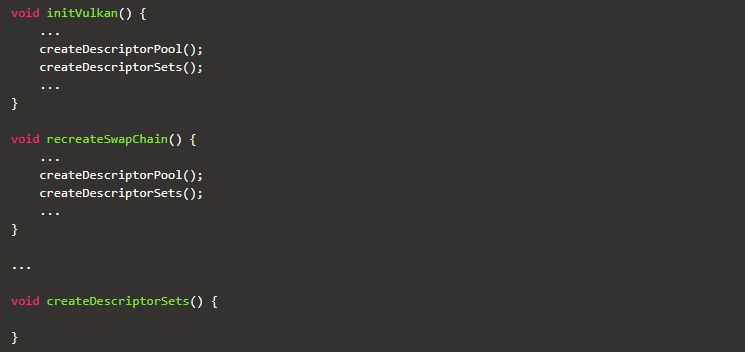 void initVulkan() {
    ...
    createDescriptorPool();
    createDescriptorSets();
    ...
}
void recreateSwapChain() {
    ...
    createDescriptorPool();
    createDescriptorSets();
    ...
}
...
void createDescriptorSets() {
}